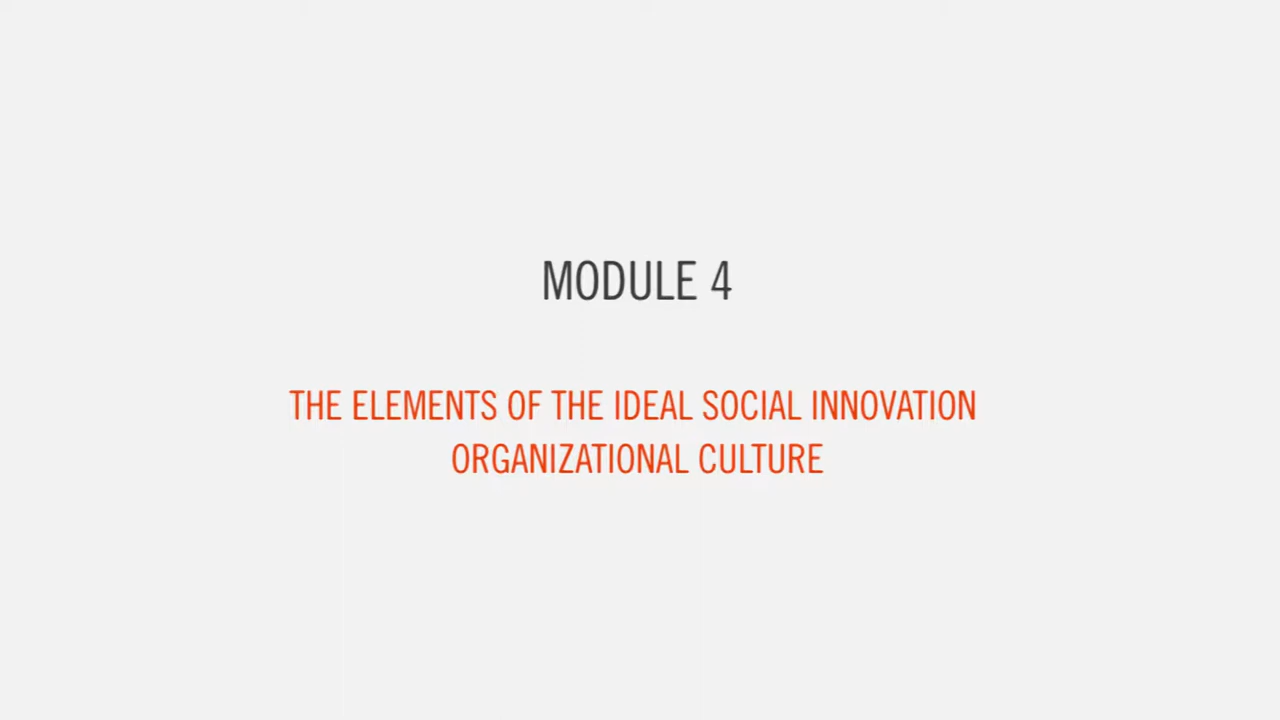 MODULE 4
THE ELEMENTS OF THE IDEAL SOCIAL INNOVATION
ORGANIZATIONAL CULTURE